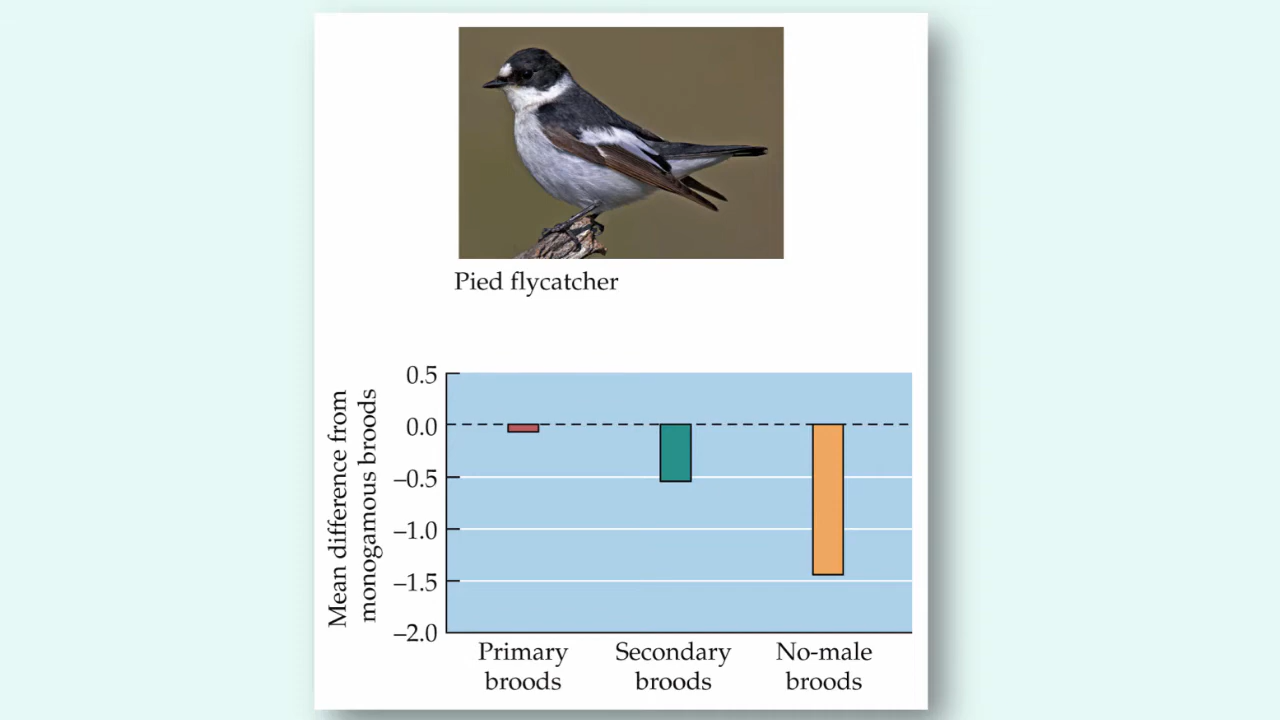 Pied flycatcher
Mean difference from
monogamous broods
0.5
0.0
–0.5
–1.0
–1.5
–2.0
Primary
broods
Secondary
broods
No-male
broods